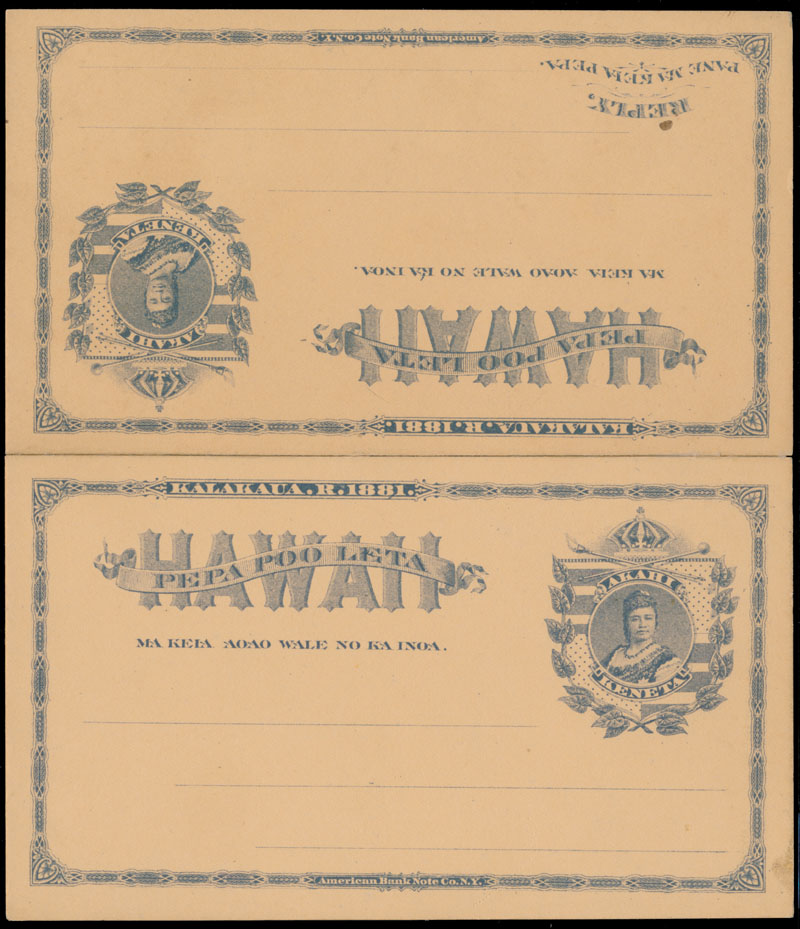 American Bank Note Co. N.Y.
REPLY.
PANE MA KEIA PEPA.
AKAHI
KENETA
MA KEIA AOAO WALE NO KA INOA.
HAWAII
PEPA POO LETA
KALAKAUA. R. 1881.
KALAKAUA. R. 1881.
HAWAII
PEPA POO LETA
MA KEIA AOAO WALE NO KA INOA.
AKAHI
KENETA
American Bank Note Co. N.Y.